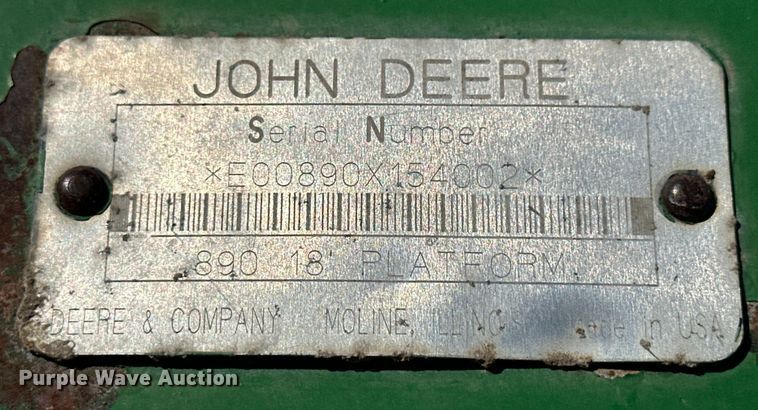 JOHN DEERE
Serial Number
*E00890X154002*
890 18' PLATFORM
DEERE & COMPANY MOLINE, ILLINOIS Made in USA
Purple Wave Auction